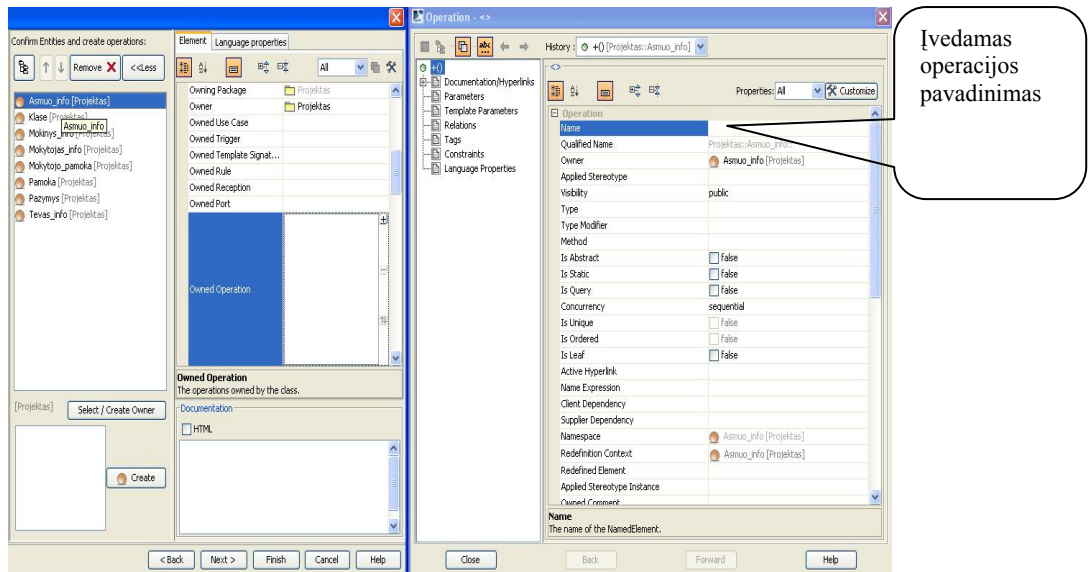 Confirm Entities and create operations:
Remove
<<Less
Asmuo_info [Projektas]
Klase [Projektas]
Asmuo_info
Mokinys_info [Projektas]
Mokytojas_info [Projektas]
Mokytojo_pamoka [Projektas]
Pamoka [Projektas]
Pazymys [Projektas]
Tevas_info [Projektas]
[Projektas]
Select / Create Owner
Create
Element
Language properties
All
Owning Package
Projektas
Owner
Projektas
Owned Use Case
Owned Trigger
Owned Template Signat...
Owned Rule
Owned Reception
Owned Port
Owned Operation
Owned Operation
The operations owned by the class.
Documentation
HTML
< Back
Next >
Finish
Cancel
Help
Operation - <>
abc
History :
+() [Projektas::Asmuo_info]
+()
Documentation/Hyperlinks
Parameters
Template Parameters
Relations
Tags
Constraints
Language Properties
<>
Properties: All
Customize
Operation
Name
Qualified Name
Projektas::Asmuo_info::
Owner
Asmuo_info [Projektas]
Applied Stereotype
Visibility
public
Type
Type Modifier
Method
Is Abstract
false
Is Static
false
Is Query
false
Concurrency
sequential
Is Unique
false
Is Ordered
false
Is Leaf
false
Active Hyperlink
Name Expression
Client Dependency
Supplier Dependency
Namespace
Asmuo_info [Projektas]
Redefinition Context
Asmuo_info [Projektas]
Redefined Element
Applied Stereotype Instance
Owned Comment
Name
The name of the NamedElement.
Close
Back
Forward
Help
Įvedamas
operacijos
pavadinimas